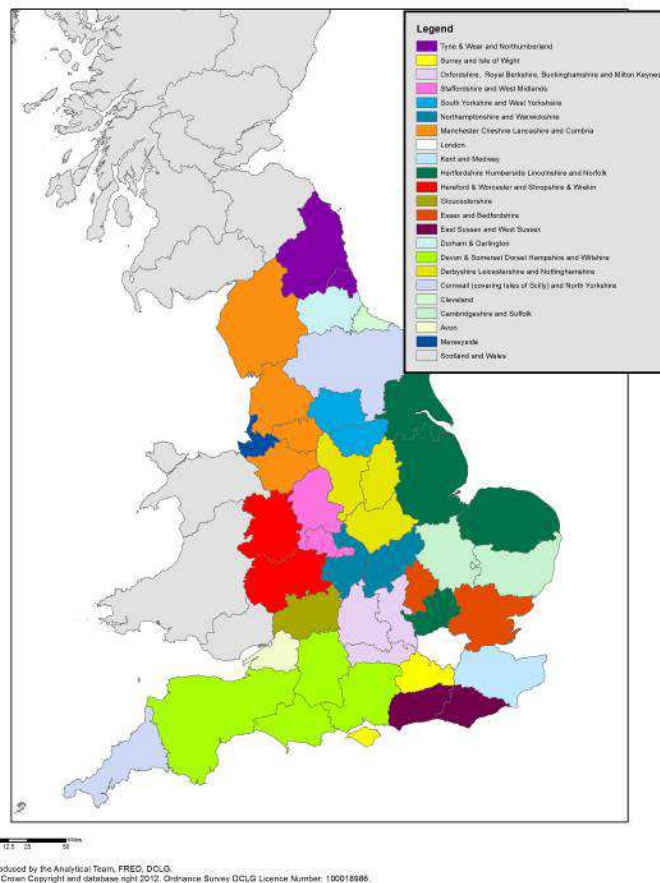 Legend
Tyne & Wear and Northumberland
Surrey and Isle of Wight
Oxfordshire, Royal Berkshire, Buckinghamshire and Milton Keynes
Staffordshire and West Midlands
South Yorkshire and West Yorkshire
Northamptonshire and Warwickshire
Manchester Cheshire Lancashire and Cumbria
London
Kent and Medway
Hertfordshire Humberside Lincolnshire and Norfolk
Hereford & Worcester and Shropshire & Wrekin
Gloucestershire
Essex and Bedfordshire
East Sussex and West Sussex
Durham & Darlington
Devon & Somerset Dorset Hampshire and Wiltshire
Derbyshire Leicestershire and Nottinghamshire
Cornwall (covering Isles of Scilly) and North Yorkshire
Cleveland
Cambridgeshire and Suffolk
Avon
Merseyside
Scotland and Wales
Miles
12.5 25 50
oduced by the Analytical Team, FRED, DCLG.
Crown Copyright and database right 2012. Ordnance Survey DCLG Licence Number: 100018986.